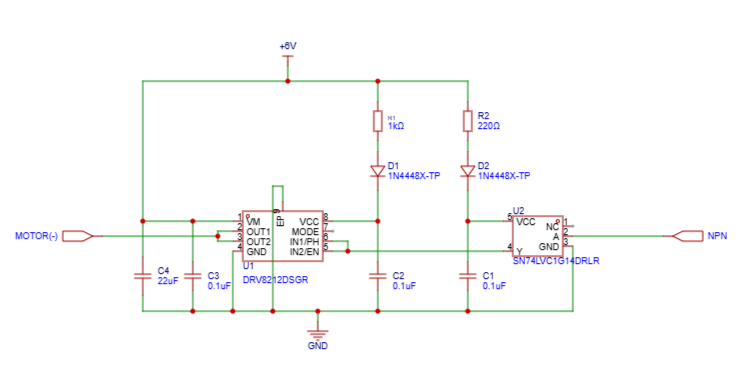 +6V
R1
1kΩ
R2
220Ω
D1
1N4448X-TP
D2
1N4448X-TP
MOTOR(-)
1
2
3
4
VM
OUT1
OUT2
GND
EP
9
VCC
MODE
IN1/PH
IN2/EN
8
7
6
5
U1
DRV8212DSGR
U2
5
VCC
4
Y
NC
A
GND
1
2
3
SN74LVC1G14DRLR
NPN
C4
22uF
C3
0.1uF
C2
0.1uF
C1
0.1uF
GND